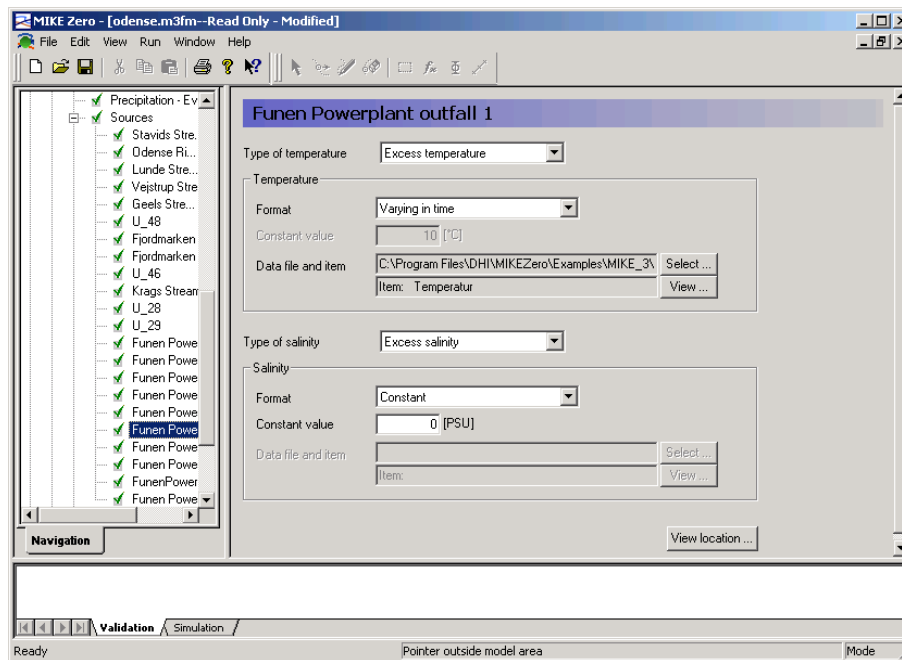 MIKE Zero - [odense.m3fm--Read Only - Modified]
File Edit View Run Window Help
Precipitation - Ev
Sources
Stavids Stre.
Odense Ri...
Lunde Stre...
Vejstrup Stre
Geels Stre...
U_48
Fjordmarken
Fjordmarken
U_46
Krags Stream
U_28
U_29
Funen Powe
Funen Powe
Funen Powe
Funen Powe
Funen Powe
Funen Powe
Funen Powe
Funen Powe
FunenPower
Funen Powe
Navigation
Funen Powerplant outfall 1
Type of temperature Excess temperature
Temperature
Format Varying in time
Constant value 10 [°C]
Data file and item C:\Program Files\DHI\MIKEZero\Examples\MIKE_3\ Select ...
Item: Temperatur View ...
Type of salinity Excess salinity
Salinity
Format Constant
Constant value 0 [PSU]
Data file and item Select ...
Item: View ...
View location ...
Validation Simulation
Ready Pointer outside model area Mode